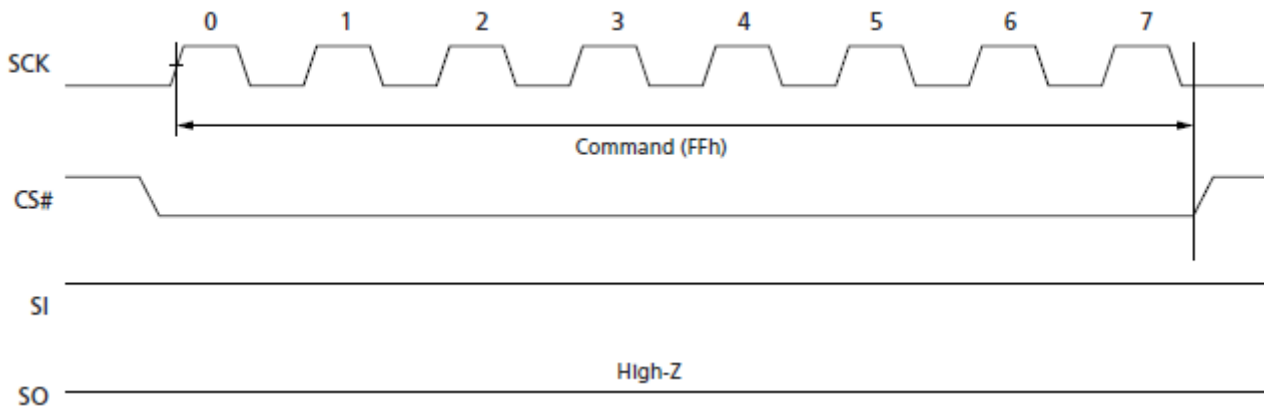 0 1 2 3 4 5 6 7
SCK
Command (FFh)
CS#
SI
High-Z
SO